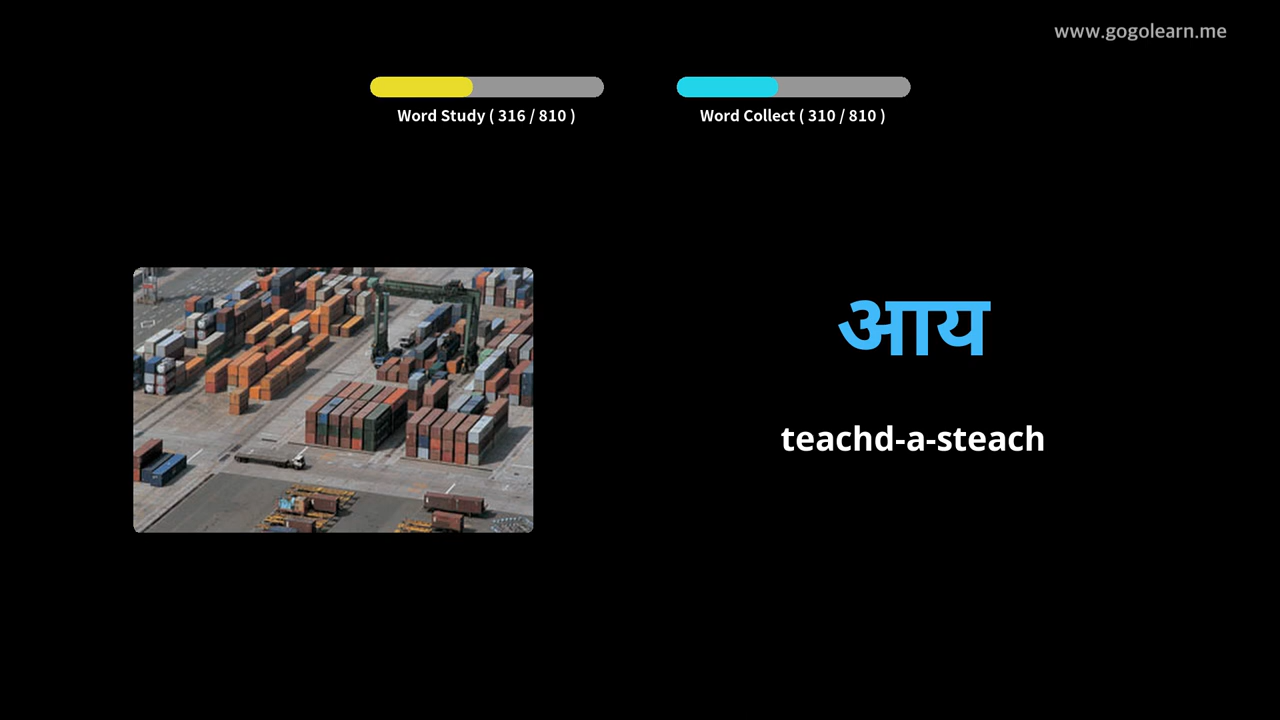 www.gogolearn.me
Word Study ( 316 / 810 )
Word Collect ( 310 / 810 )
आय
teachd-a-steach